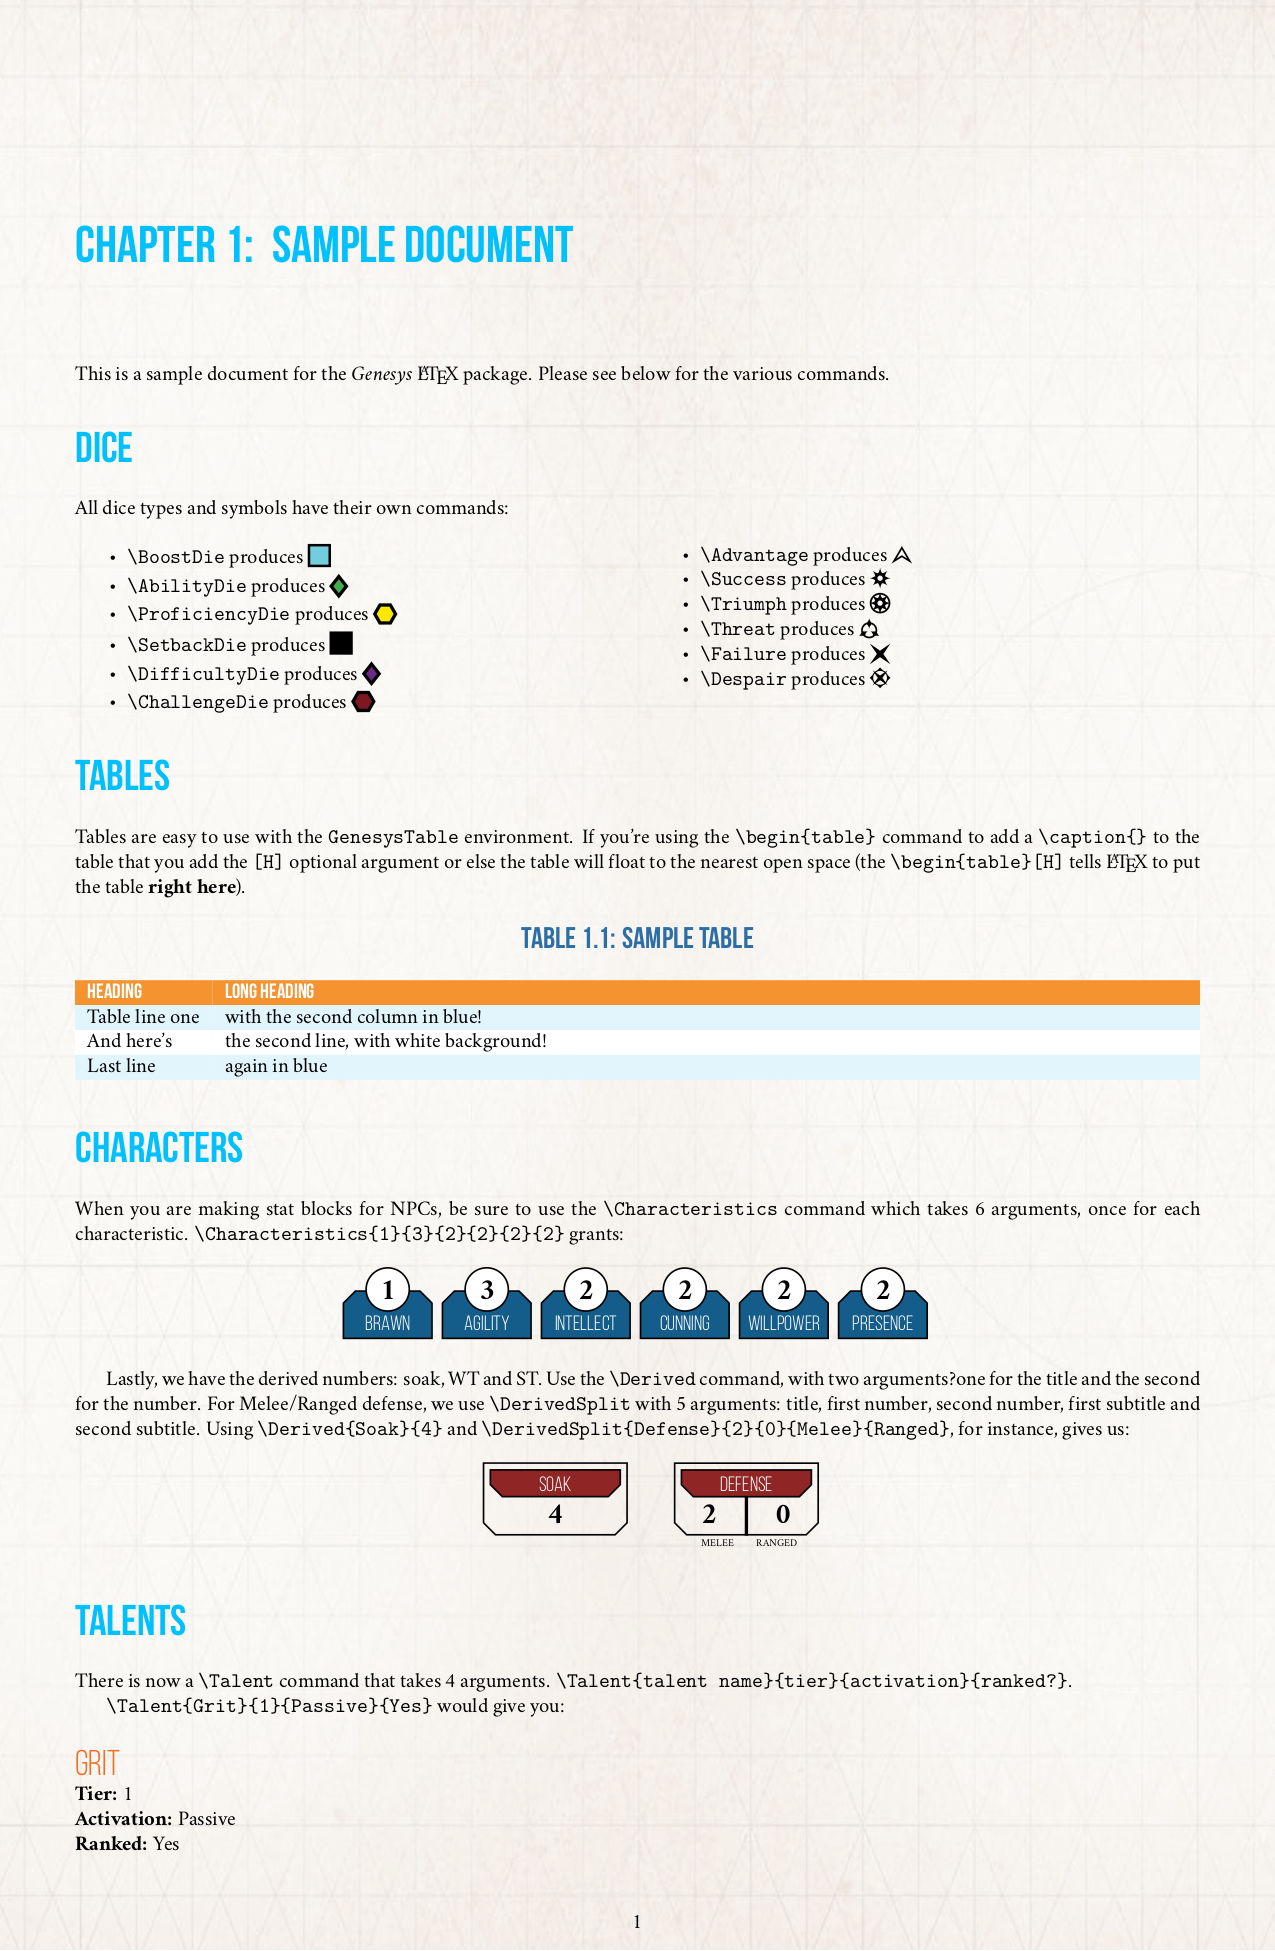 CHAPTER 1: SAMPLE DOCUMENT
This is a sample document for the Genesys LATEX package. Please see below for the various commands.
DICE
All dice types and symbols have their own commands:
• \BoostDie produces
• \AbilityDie produces
• \ProficiencyDie produces
• \SetbackDie produces
• \DifficultyDie produces
• \ChallengeDie produces
• \Advantage produces
• \Success produces
• \Triumph produces
• \Threat produces
• \Failure produces
• \Despair produces
TABLES
Tables are easy to use with the GenesysTable environment. If you're using the \begin{table} command to add a \caption{} to the
table that you add the [H] optional argument or else the table will float to the nearest open space (the \begin{table}[H] tells LATEX to put
the table right here).
TABLE 1.1: SAMPLE TABLE
HEADING LONG HEADING
Table line one with the second column in blue!
And here's the second line, with white background!
Last line again in blue
CHARACTERS
When you are making stat blocks for NPCs, be sure to use the \Characteristics command which takes 6 arguments, once for each
characteristic. \Characteristics{1}{3}{2}{2}{2}{2} grants:
1 3 2 2 2 2
BRAWN AGILITY INTELLECT CUNNING WILLPOWER PRESENCE
Lastly, we have the derived numbers: soak, WT and ST. Use the \Derived command, with two arguments?one for the title and the second
for the number. For Melee/Ranged defense, we use \DerivedSplit with 5 arguments: title, first number, second number, first subtitle and
second subtitle. Using \Derived{Soak}{4} and \DerivedSplit{Defense}{2}{0}{Melee}{Ranged}, for instance, gives us:
SOAK DEFENSE
4 2 0
MELEE RANGED
TALENTS
There is now a \Talent command that takes 4 arguments. \Talent{talent name}{tier}{activation}{ranked?}.
\Talent{Grit}{1}{Passive}{Yes} would give you:
GRIT
Tier: 1
Activation: Passive
Ranked: Yes
1